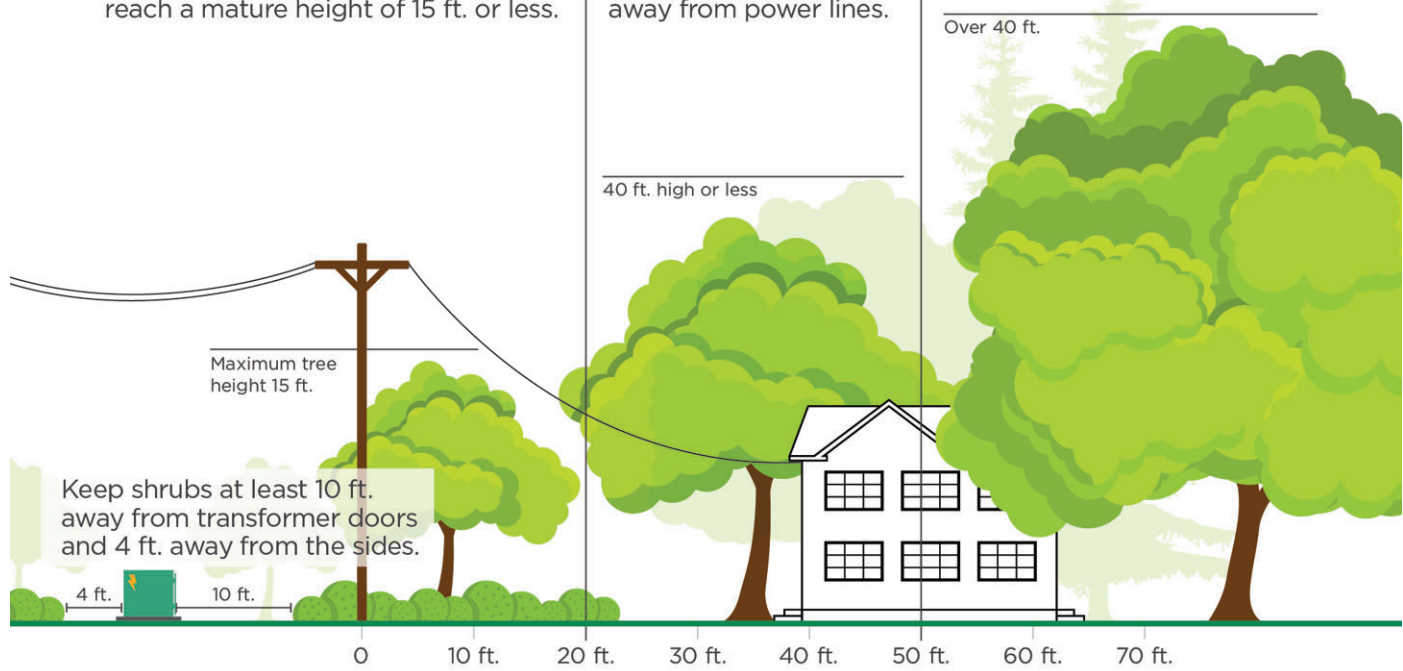 reach a mature height of 15 ft. or less.
away from power lines.
Over 40 ft.
40 ft. high or less
Maximum tree
height 15 ft.
Keep shrubs at least 10 ft.
away from transformer doors
and 4 ft. away from the sides.
4 ft.
10 ft.
0
10 ft.
20 ft.
30 ft.
40 ft.
50 ft.
60 ft.
70 ft.